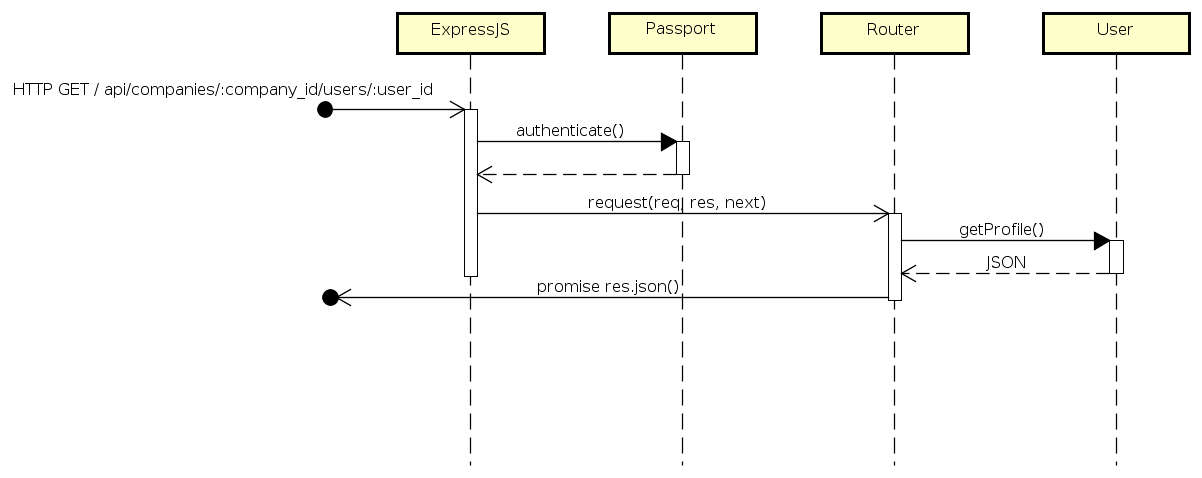 ExpressJS
Passport
Router
User
HTTP GET / api/companies/:company_id/users/:user_id
authenticate()
request(req, res, next)
getProfile()
JSON
promise res.json()